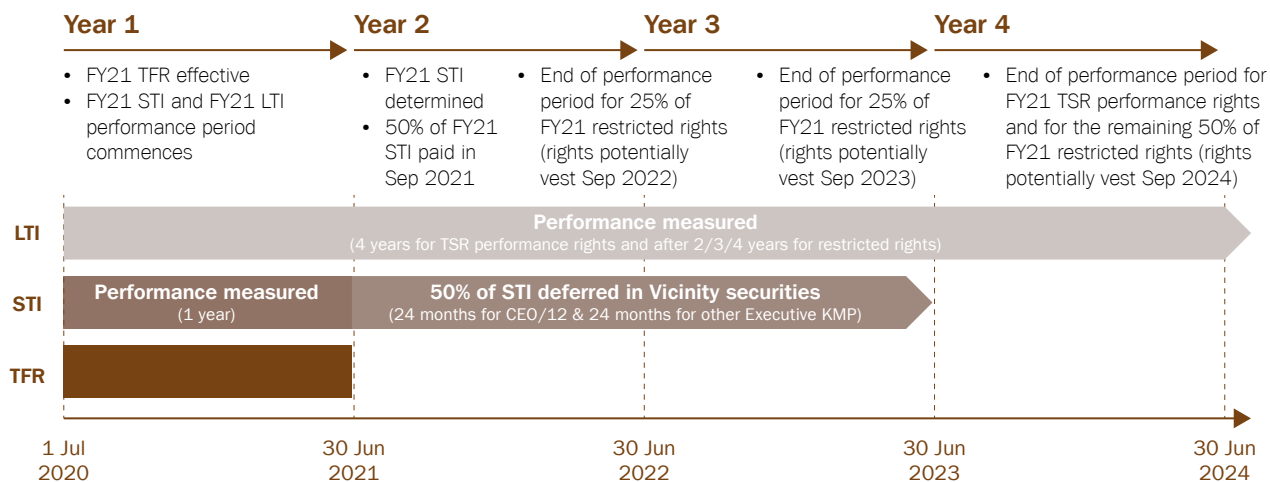 Year 1
Year 2
Year 3
Year 4
• FY21 TFR effective
• FY21 STI and FY21 LTI
performance period
commences
• FY21 STI
determined
• 50% of FY21
STI paid in
Sep 2021
• End of performance
period for 25% of
FY21 restricted rights
(rights potentially
vest Sep 2022)
• End of performance
period for 25% of
FY21 restricted rights
(rights potentially
vest Sep 2023)
• End of performance period for
FY21 TSR performance rights
and for the remaining 50% of
FY21 restricted rights (rights
potentially vest Sep 2024)
LTI
Performance measured
(4 years for TSR performance rights and after 2/3/4 years for restricted rights)
STI
Performance measured
(1 year)
50% of STI deferred in Vicinity securities
(24 months for CEO/12 & 24 months for other Executive KMP)
TFR
1 Jul
2020
30 Jun
2021
30 Jun
2022
30 Jun
2023
30 Jun
2024